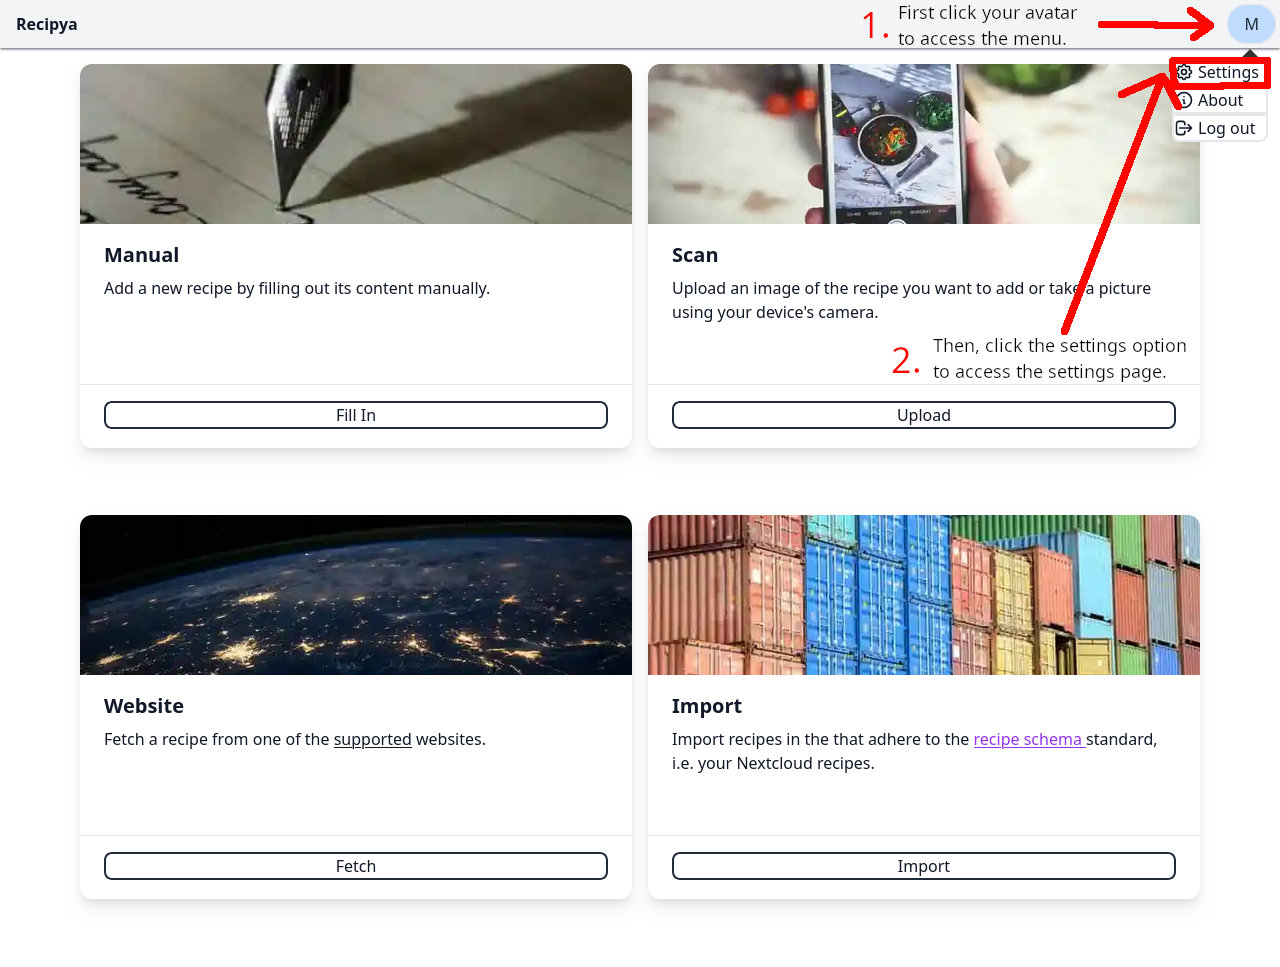 Recipya
1. First click your avatar
to access the menu.
M
Settings
About
Log out
Manual
Add a new recipe by filling out its content manually.
Fill In
Scan
Upload an image of the recipe you want to add or take a picture
using your device's camera.
2. Then, click the settings option
to access the settings page.
Upload
Website
Fetch a recipe from one of the supported websites.
Fetch
Import
Import recipes in the that adhere to the recipe schema standard,
i.e. your Nextcloud recipes.
Import